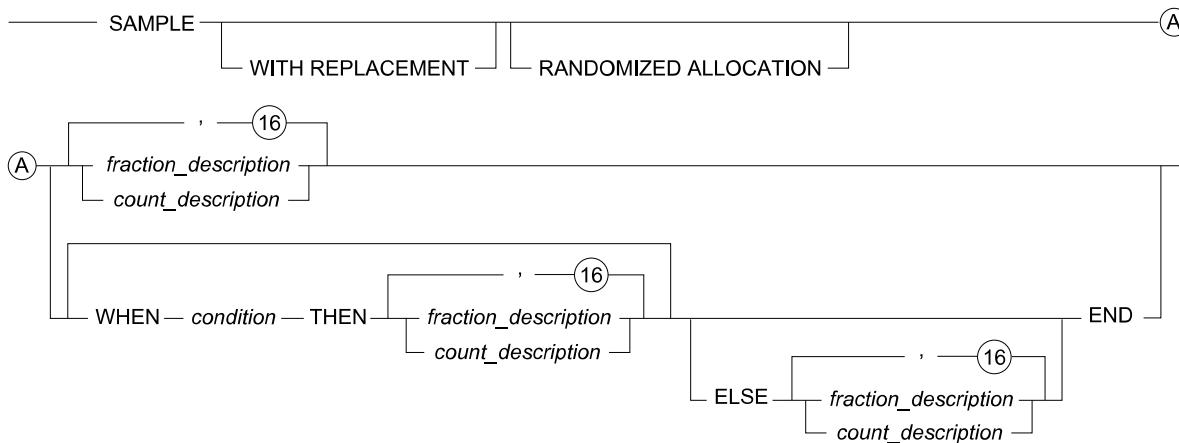 SAMPLE A
WITH REPLACEMENT RANDOMIZED ALLOCATION
, 16
A fraction_description
count_description
, 16
WHEN condition THEN fraction_description END
count_description
, 16
ELSE fraction_description
count_description